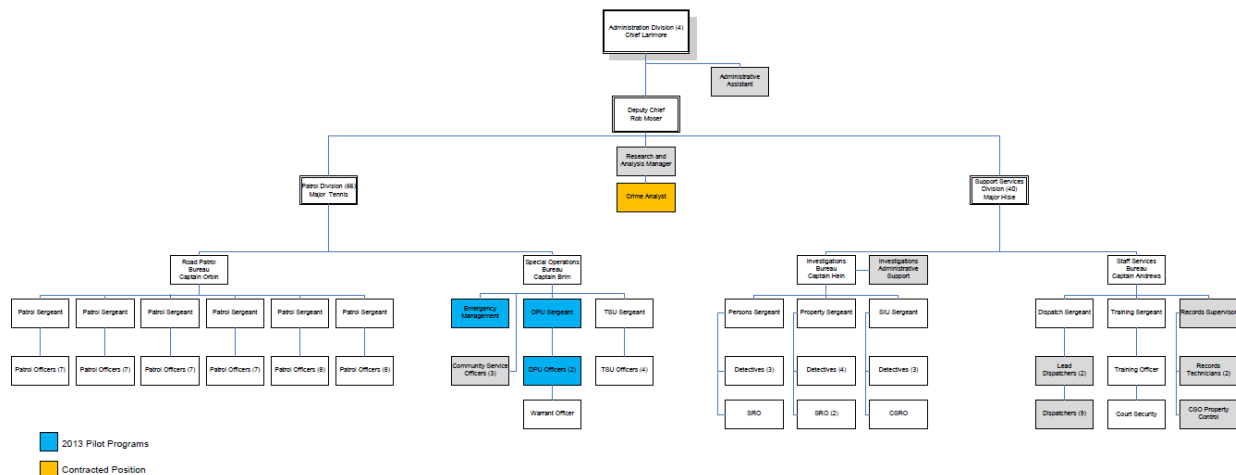 Administration Division (4)
Chief Larimore
Administrative
Assistant
Deputy Chief
Rob Moser
Research and
Analysis Manager
Crime Analyst
Patrol Division (66)
Major Tennis
Support Services
Division (40)
Major Hisle
Road Patrol
Bureau
Captain Orbin
Special Operations
Bureau
Captain Brim
Investigations
Bureau
Captain Hein
Investigations
Administrative
Support
Staff Services
Bureau
Captain Andrews
Patrol Sergeant
Patrol Sergeant
Patrol Sergeant
Patrol Sergeant
Patrol Sergeant
Patrol Sergeant
Emergency
Management
DPU Sergeant
TSU Sergeant
Persons Sergeant
Property Sergeant
SIU Sergeant
Dispatch Sergeant
Training Sergeant
Records Supervisor
Patrol Officers (7)
Patrol Officers (7)
Patrol Officers (7)
Patrol Officers (7)
Patrol Officers (8)
Patrol Officers (8)
Community Service
Officers (3)
DPU Officers (2)
TSU Officers (4)
Detectives (3)
Detectives (4)
Detectives (3)
Lead
Dispatchers (2)
Training Officer
Records
Technicians (2)
Warrant Officer
SRO
SRO (2)
CSRO
Dispatchers (9)
Court Security
CSO Property
Control
2013 Pilot Programs
Contracted Position